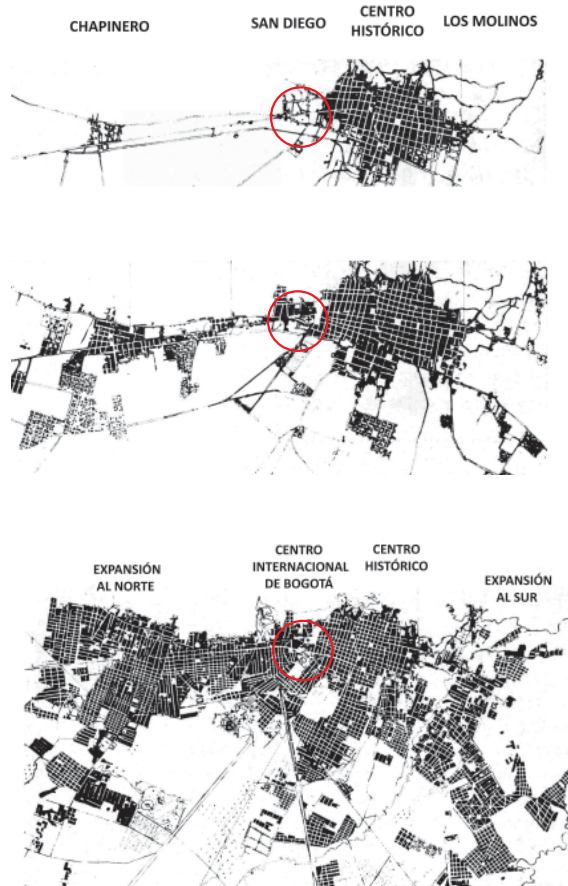 CHAPINERO
SAN DIEGO
CENTRO
HISTÓRICO
LOS MOLINOS
EXPANSIÓN
AL NORTE
CENTRO
INTERNACIONAL
DE BOGOTÁ
CENTRO
HISTÓRICO
EXPANSIÓN
AL SUR